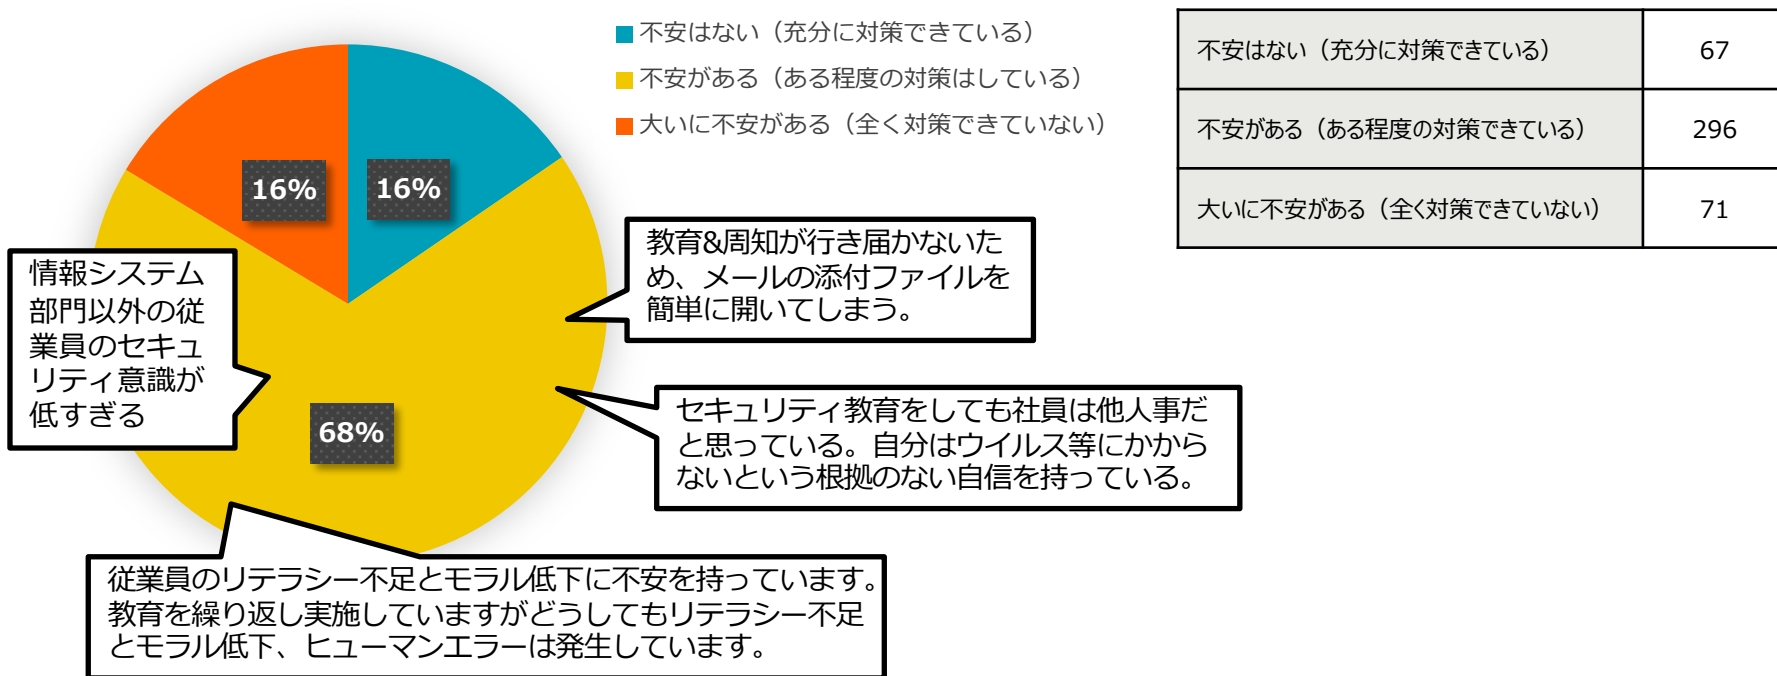 不安はない（充分に対策できている）
不安がある（ある程度の対策はしている）
大いに不安がある（全く対策できていない）
不安はない（充分に対策できている） 67
不安がある（ある程度の対策できている） 296
大いに不安がある（全く対策できていない） 71
16%
16%
68%
情報システム
部門以外の従
業員のセキュ
リティ意識が
低すぎる
教育&周知が行き届かないた
め、メールの添付ファイルを
簡単に開いてしまう。
セキュリティ教育をしても社員は他人事だ
と思っている。自分はウイルス等にかから
ないという根拠のない自信を持っている。
従業員のリテラシー不足とモラル低下に不安を持っています。
教育を繰り返し実施していますがどうしてもリテラシー不足
とモラル低下、ヒューマンエラーは発生しています。